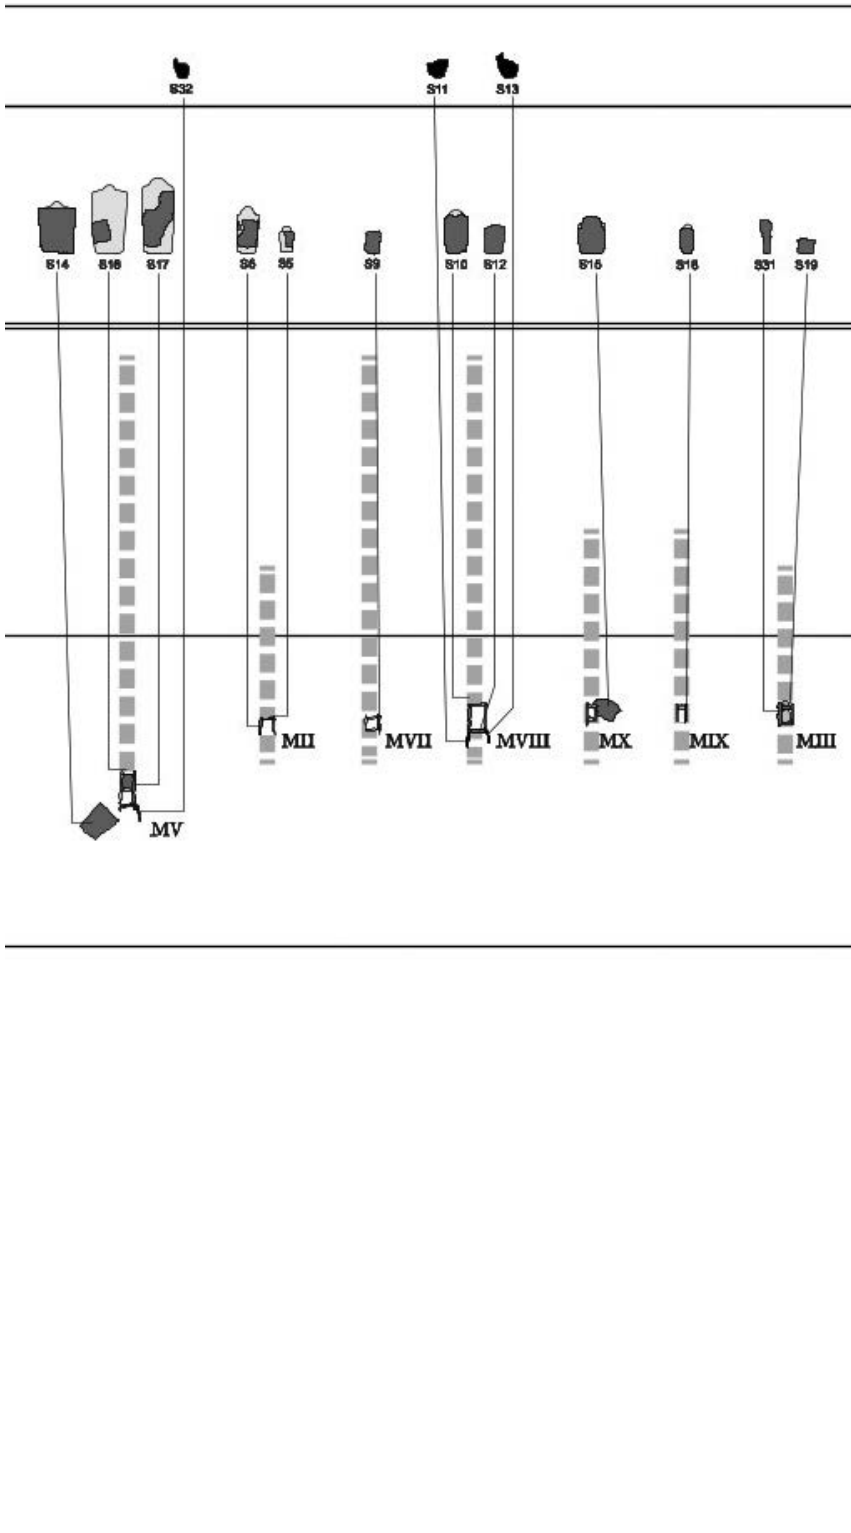 S32 S11 S13
S14 S16 S17 S6 S5 S9 S10 S12 S15 S18 S31 S19
MII MVII MVIII MX MIX MIII
MV